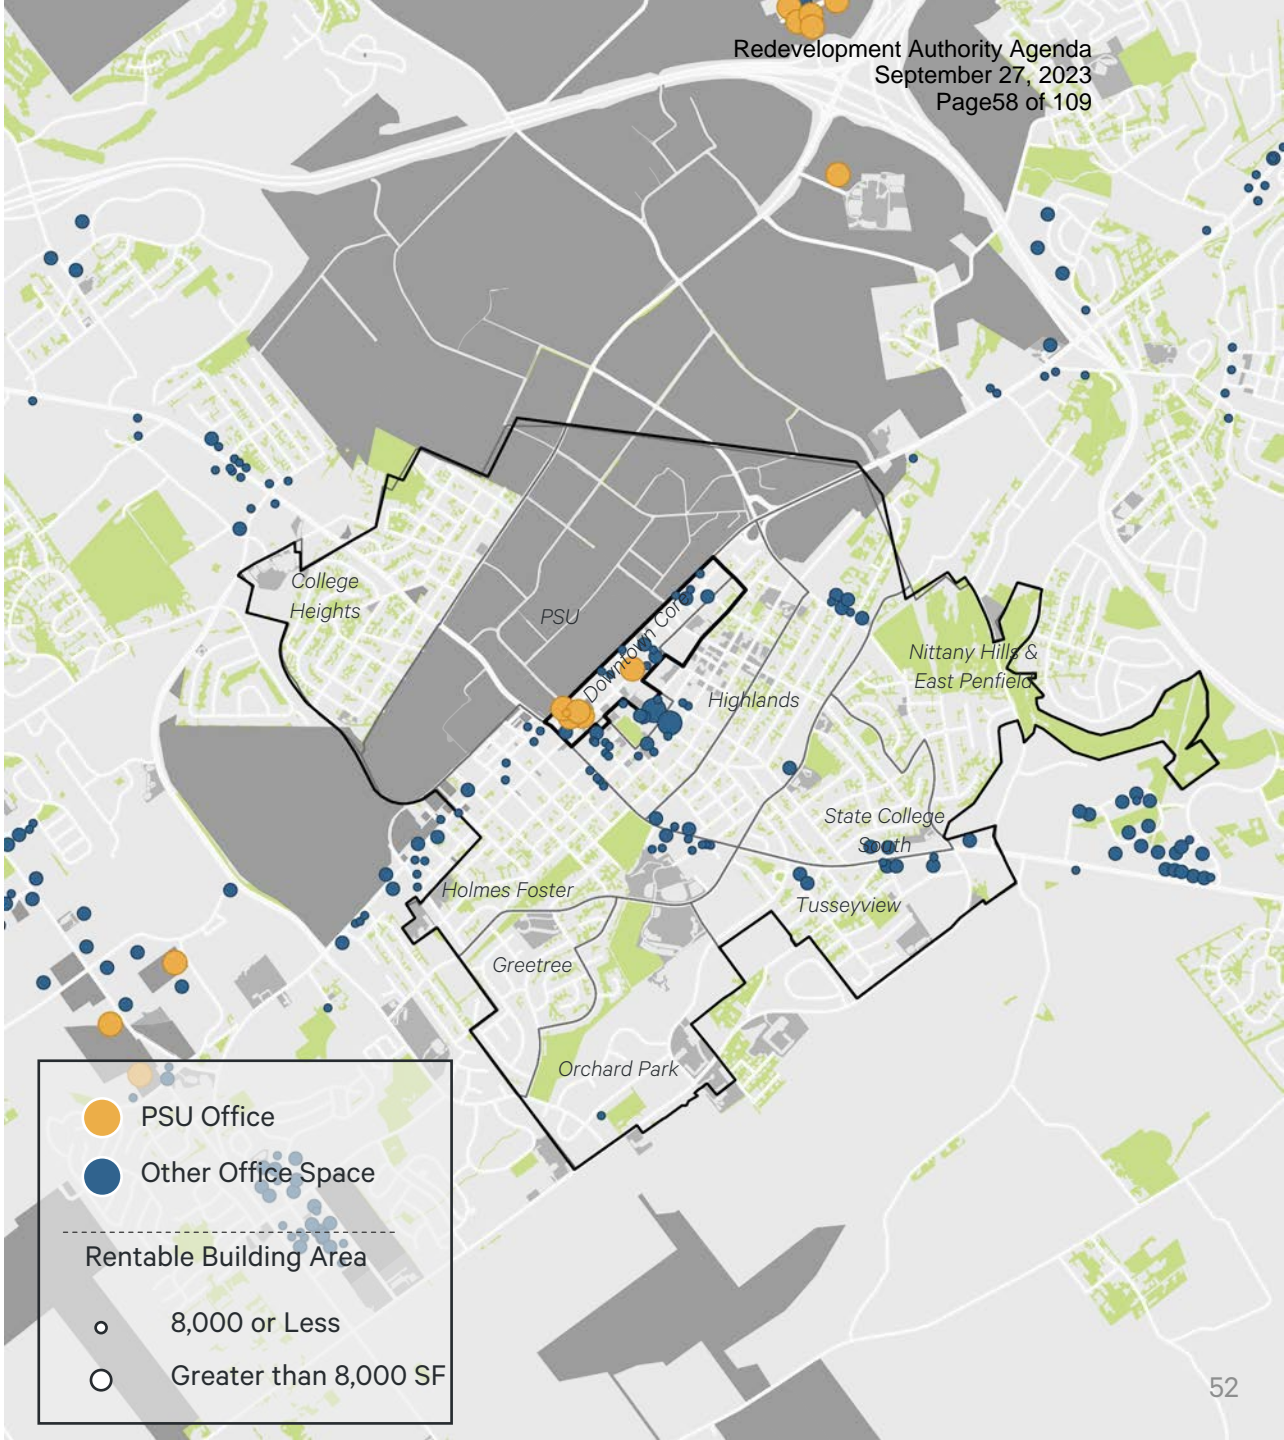 Redevelopment Authority Agenda
September 27, 2023
Page58 of 109
College
Heights
PSU
Downtown Core
Highlands
Nittany Hills &
East Penfield
State College
South
Holmes Foster
Tusseyview
Greetree
Orchard Park
PSU Office
Other Office Space
Rentable Building Area
8,000 or Less
Greater than 8,000 SF
52